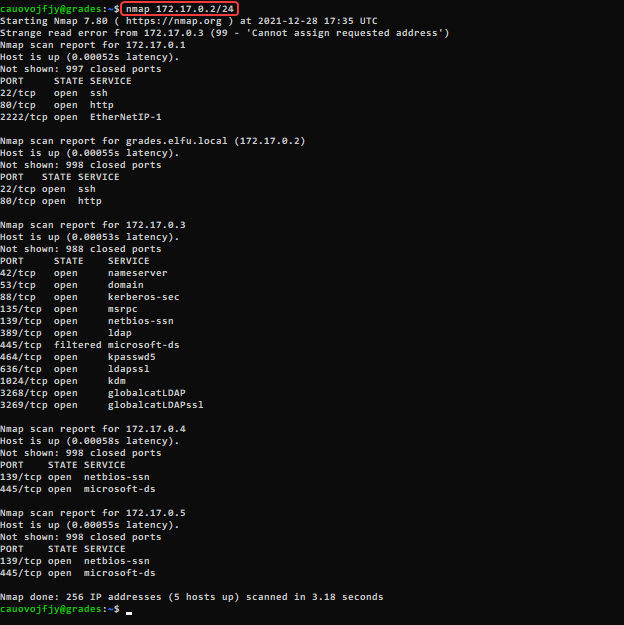 cauovojfjy@grades:~$ nmap 172.17.0.2/24
Starting Nmap 7.80 ( https://nmap.org ) at 2021-12-28 17:35 UTC
Strange read error from 172.17.0.3 (99 - 'Cannot assign requested address')
Nmap scan report for 172.17.0.1
Host is up (0.00052s latency).
Not shown: 997 closed ports
PORT     STATE SERVICE
22/tcp   open  ssh
80/tcp   open  http
2222/tcp open  EtherNetIP-1

Nmap scan report for grades.elfu.local (172.17.0.2)
Host is up (0.00055s latency).
Not shown: 998 closed ports
PORT   STATE SERVICE
22/tcp open  ssh
80/tcp open  http

Nmap scan report for 172.17.0.3
Host is up (0.00053s latency).
Not shown: 988 closed ports
PORT     STATE    SERVICE
42/tcp   open     nameserver
53/tcp   open     domain
88/tcp   open     kerberos-sec
135/tcp  open     msrpc
139/tcp  open     netbios-ssn
389/tcp  open     ldap
445/tcp  filtered microsoft-ds
464/tcp  open     kpasswd5
636/tcp  open     ldapssl
1024/tcp open     kdm
3268/tcp open     globalcatLDAP
3269/tcp open     globalcatLDAPssl

Nmap scan report for 172.17.0.4
Host is up (0.00058s latency).
Not shown: 998 closed ports
PORT    STATE SERVICE
139/tcp open  netbios-ssn
445/tcp open  microsoft-ds

Nmap scan report for 172.17.0.5
Host is up (0.00055s latency).
Not shown: 998 closed ports
PORT    STATE SERVICE
139/tcp open  netbios-ssn
445/tcp open  microsoft-ds

Nmap done: 256 IP addresses (5 hosts up) scanned in 3.18 seconds
cauovojfjy@grades:~$